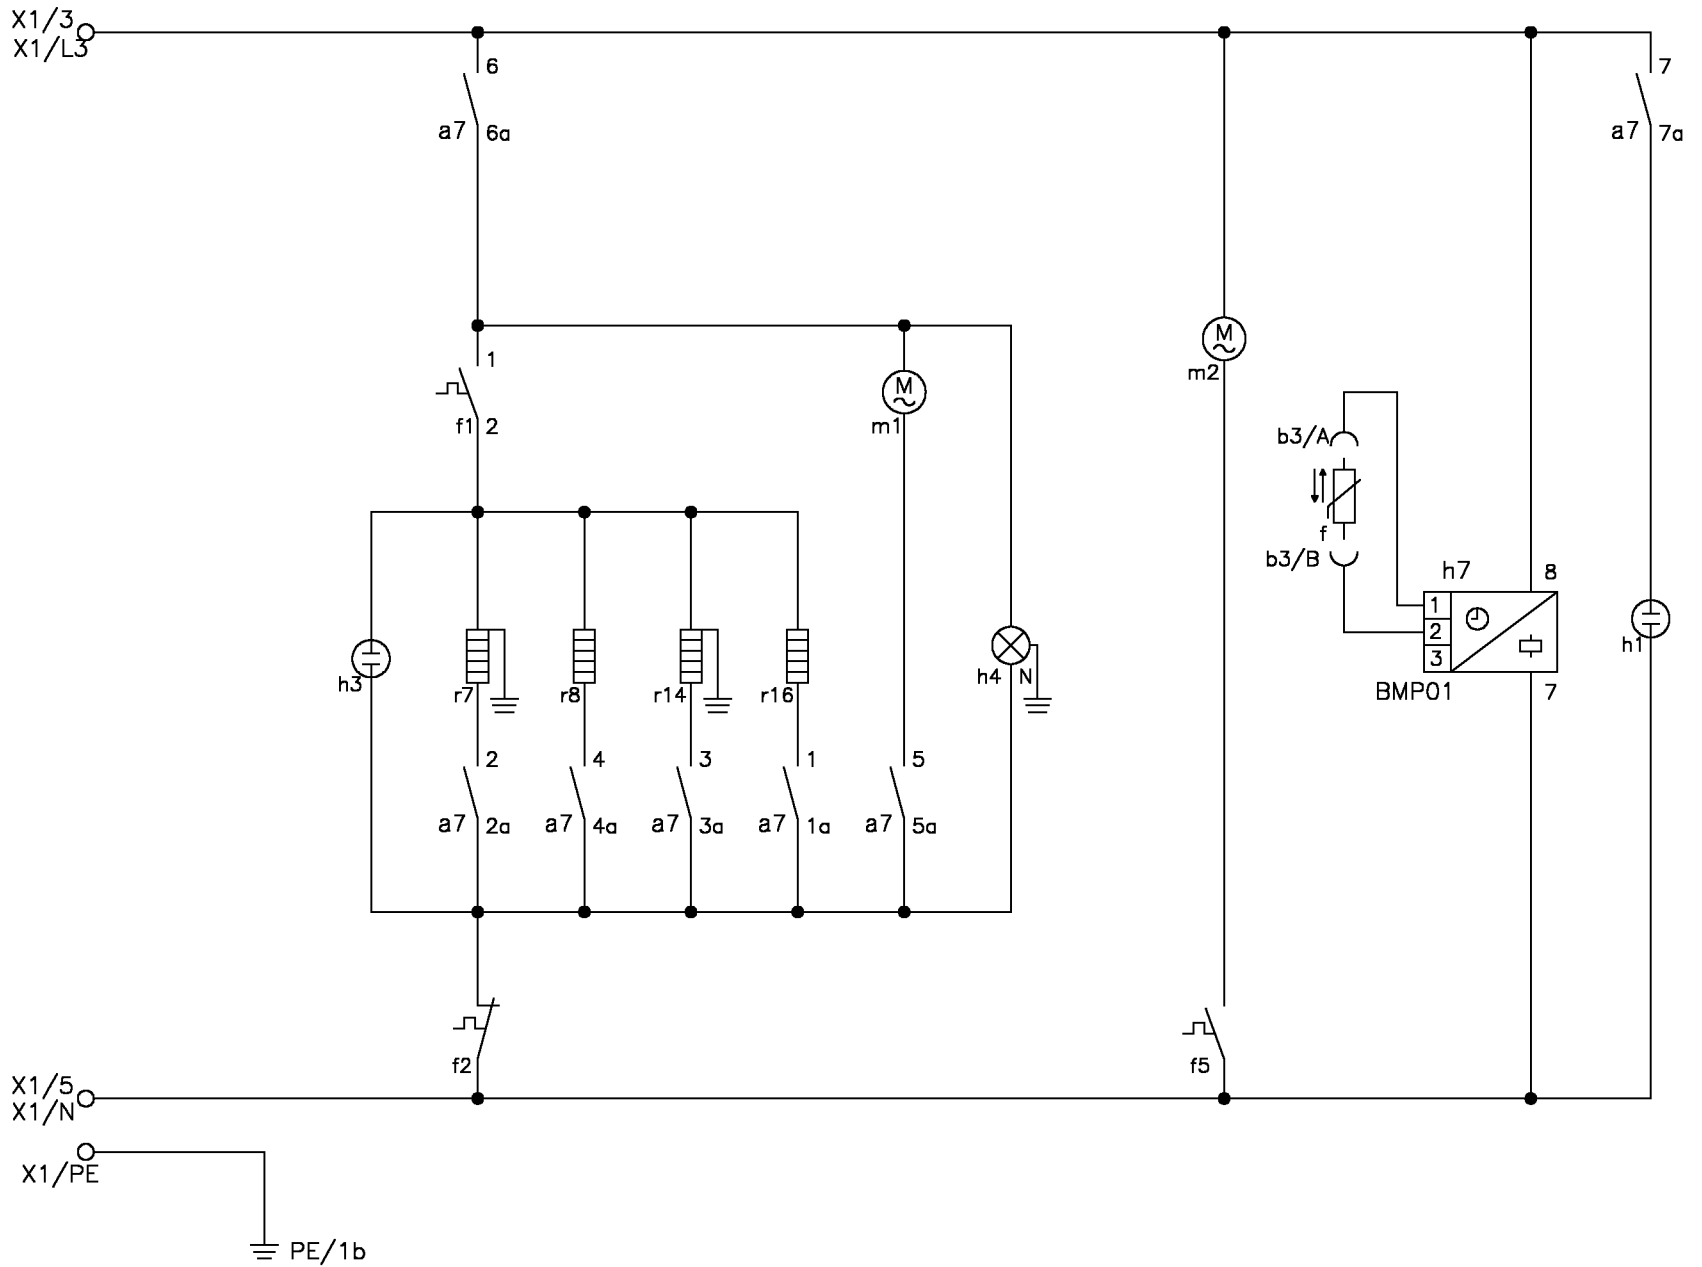 X1/3
X1/L3
6
7
a7 6a
a7 7a
1
M
m2
M
f1 2
m1
b3/A
f
b3/B
h7 8
1
2
3
h1
h3
r7
r8
r14
r16
h4 N
BMP01 7
2
4
3
1
5
a7 2a
a7 4a
a7 3a
a7 1a
a7 5a
f2
f5
X1/5
X1/N
X1/PE
PE/1b